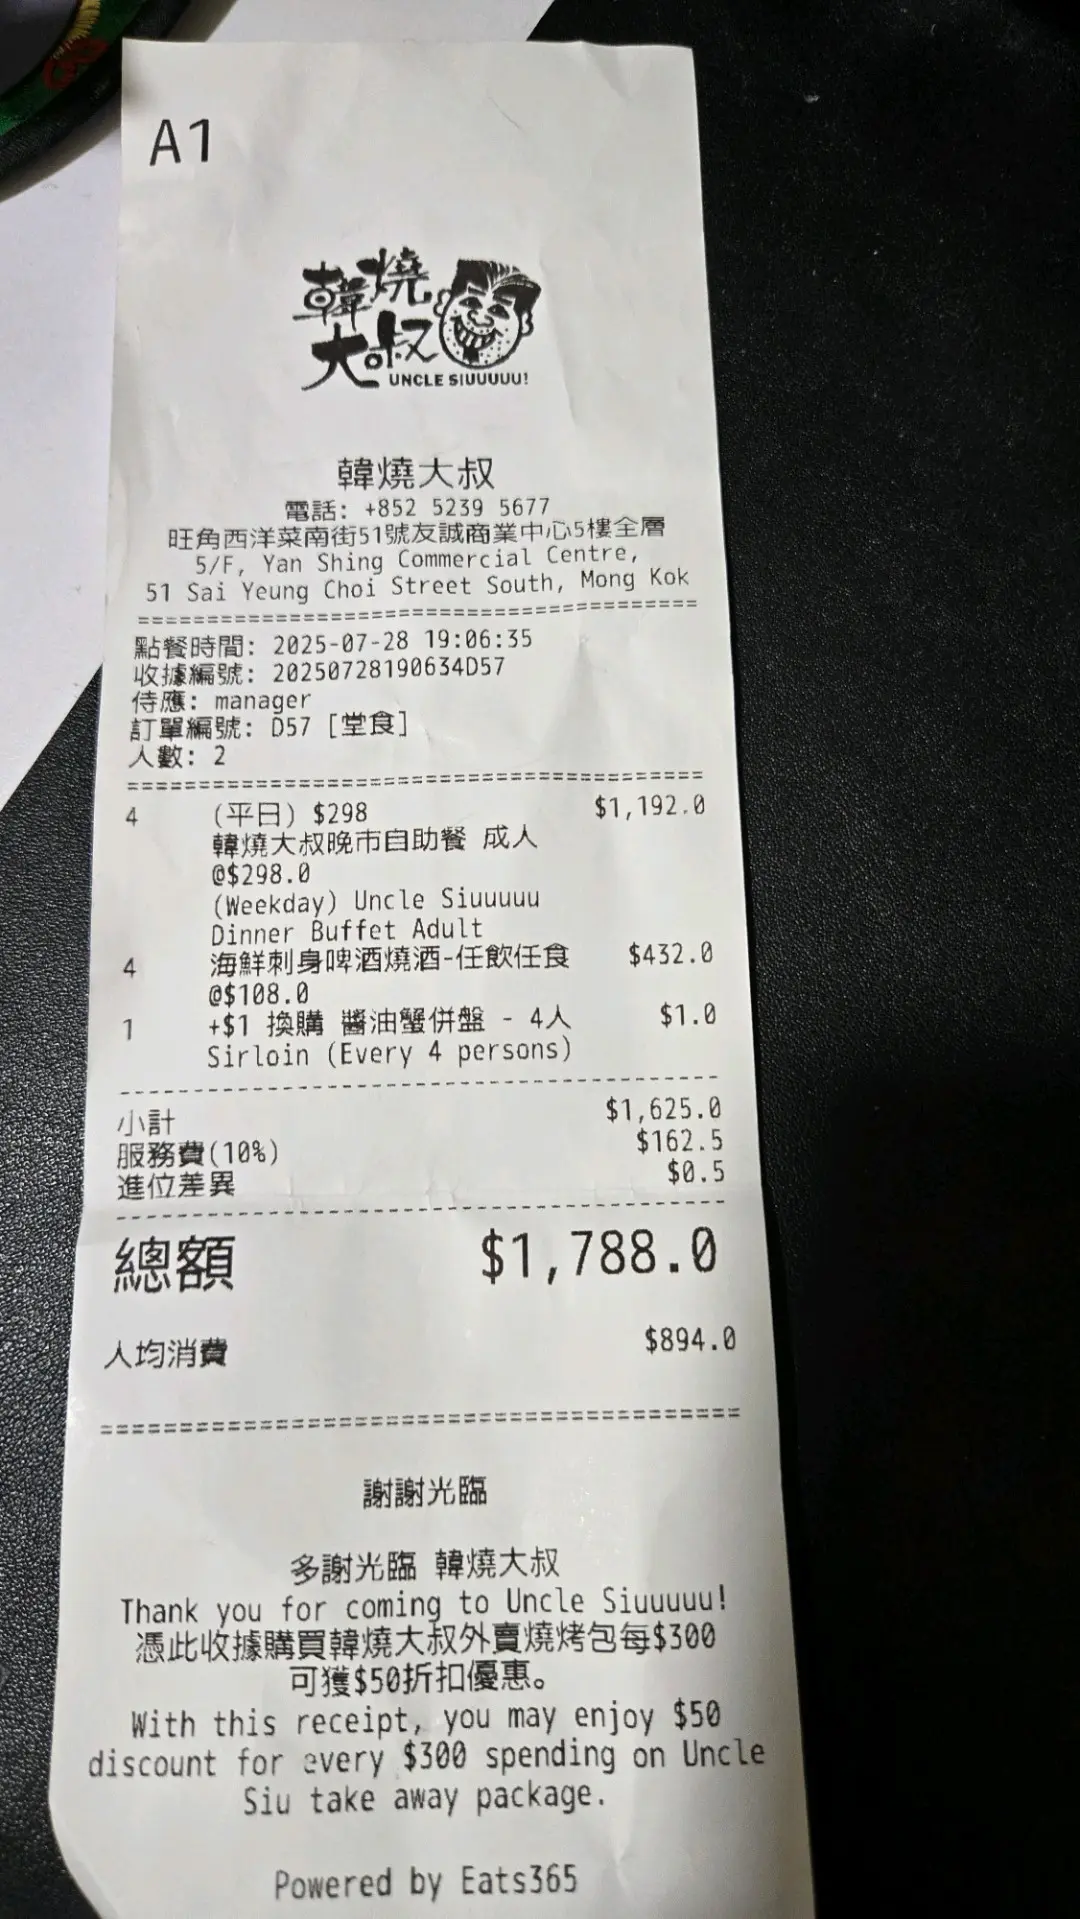 A1
韓燒
大叔
UNCLE SIUUUUU!
韓燒大叔
電話: +852 5239 5677
旺角西洋菜南街51號友誠商業中心5樓全層
5/F, Yan Shing Commercial Centre,
51 Sai Yeung Choi Street South, Mong Kok
點餐時間: 2025-07-28 19:06:35
收據編號: 20250728190634D57
侍應: manager
訂單編號: D57 [堂食]
人數: 2
4 (平日) $298 $1,192.0
韓燒大叔晚市自助餐 成人
@$298.0
(Weekday) Uncle Siuuuuu
Dinner Buffet Adult
4 海鮮刺身啤酒燒酒-任飲任食 $432.0
@$108.0
1 +$1 換購 醬油蟹併盤 - 4人 $1.0
Sirloin (Every 4 persons)
小計 $1,625.0
服務費(10%) $162.5
進位差異 $0.5
總額 $1,788.0
人均消費 $894.0
謝謝光臨
多謝光臨 韓燒大叔
Thank you for coming to Uncle Siuuuuu!
憑此收據購買韓燒大叔外賣燒烤包每$300
可獲$50折扣優惠。
With this receipt, you may enjoy $50
discount for every $300 spending on Uncle
Siu take away package.
Powered by Eats365